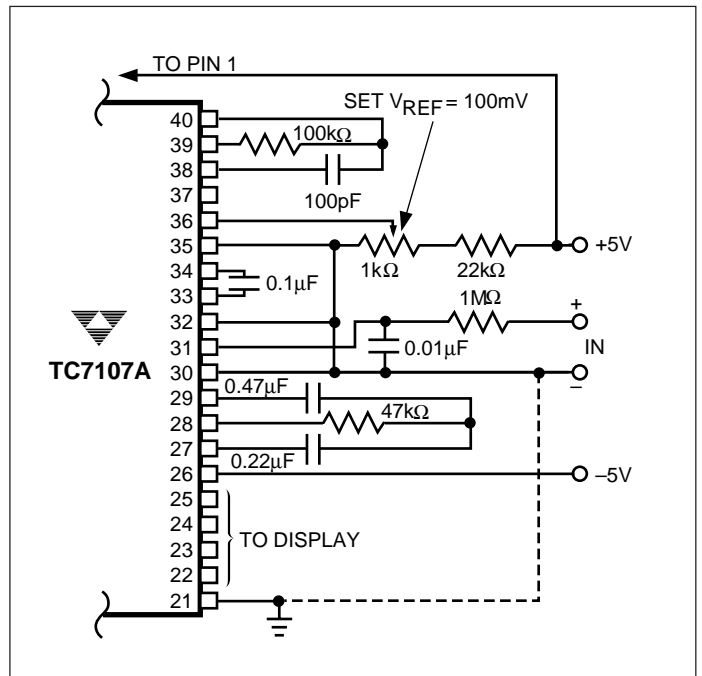 TO PIN 1
SET VREF = 100mV
40
39
100kΩ
38
100pF
37
36
35
+5V
1kΩ
22kΩ
34
0.1µF
33
1MΩ
+
32
31
0.01µF
IN
TC7107A
30
–
29
0.47µF
28
47kΩ
27
0.22µF
26
–5V
25
24
TO DISPLAY
23
22
21